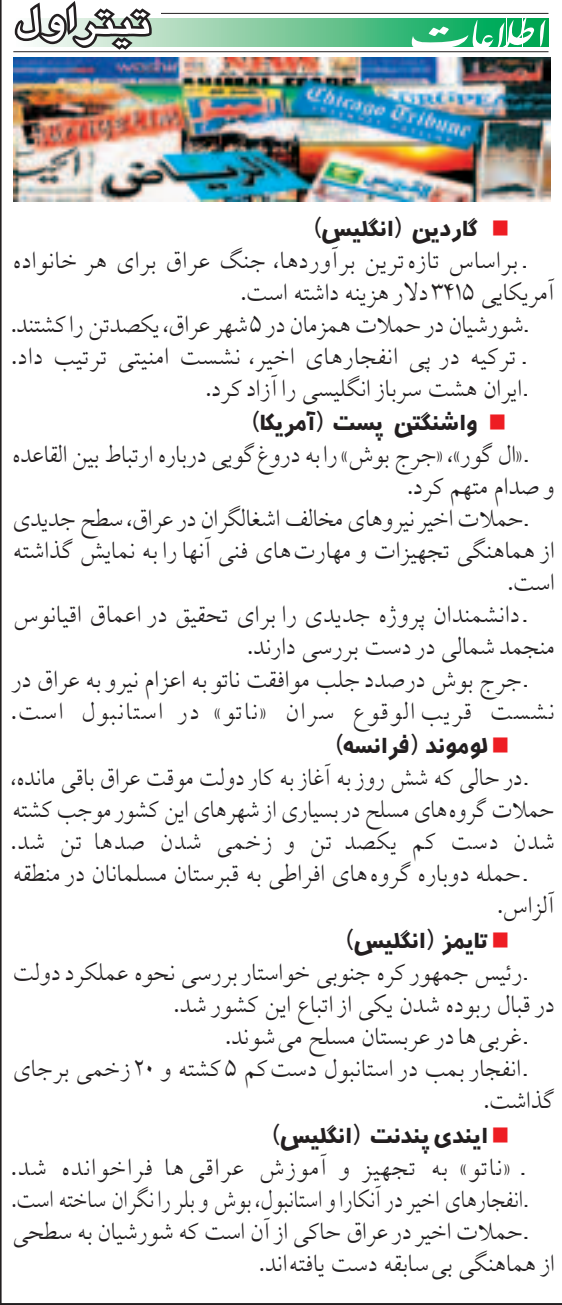 تیتر اول
اطلاعات
ANIMAL
Chicago Tribune
الرياض
گاردین (انگلیس)
.براساس تازه ترین برآوردها، جنگ عراق برای هر خانواده
آمریکایی ۳۴۱۵ دلار هزینه داشته است.
.شورشیان در حملات همزمان در ۵ شهر عراق، یکصدتن را کشتند.
. ترکیه در پی انفجارهای اخیر، نشست امنیتی ترتیب داد.
.ایران هشت سرباز انگلیسی را آزاد کرد.
واشنگتن پست (آمریکا)
.«ال گور»، «جرج بوش» را به دروغ گویی درباره ارتباط بین القاعده
و صدام متهم کرد.
.حملات اخیر نیروهای مخالف اشغالگران در عراق، سطح جدیدی
از هماهنگی تجهیزات و مهارت های فنی آنها را به نمایش گذاشته
است.
.دانشمندان پروژه جدیدی را برای تحقیق در اعماق اقیانوس
منجمد شمالی در دست بررسی دارند.
.جرج بوش درصدد جلب موافقت ناتو به اعزام نیرو به عراق در
نشست قریب الوقوع سران «ناتو» در استانبول است.
لوموند (فرانسه)
.در حالی که شش روز به آغاز به کار دولت موقت عراق باقی مانده،
حملات گروه های مسلح در بسیاری از شهرهای این کشور موجب کشته
شدن دست کم یکصد تن و زخمی شدن صدها تن شد.
.حمله دوباره گروه های افراطی به قبرستان مسلمانان در منطقه
آلزاس.
تایمز (انگلیس)
.رئیس جمهور کره جنوبی خواستار بررسی نحوه عملکرد دولت
در قبال ربوده شدن یکی از اتباع این کشور شد.
.غربی ها در عربستان مسلح می شوند.
.انفجار بمب در استانبول دست کم ۵ کشته و ۲۰ زخمی برجای
گذاشت.
ایندی پندنت (انگلیس)
. «ناتو» به تجهیز و آموزش عراقی ها فراخوانده شد.
.انفجارهای اخیر در آنکارا و استانبول، بوش و بلر را نگران ساخته است.
.حملات اخیر در عراق حاکی از آن است که شورشیان به سطحی
از هماهنگی بی سابقه دست یافته اند.